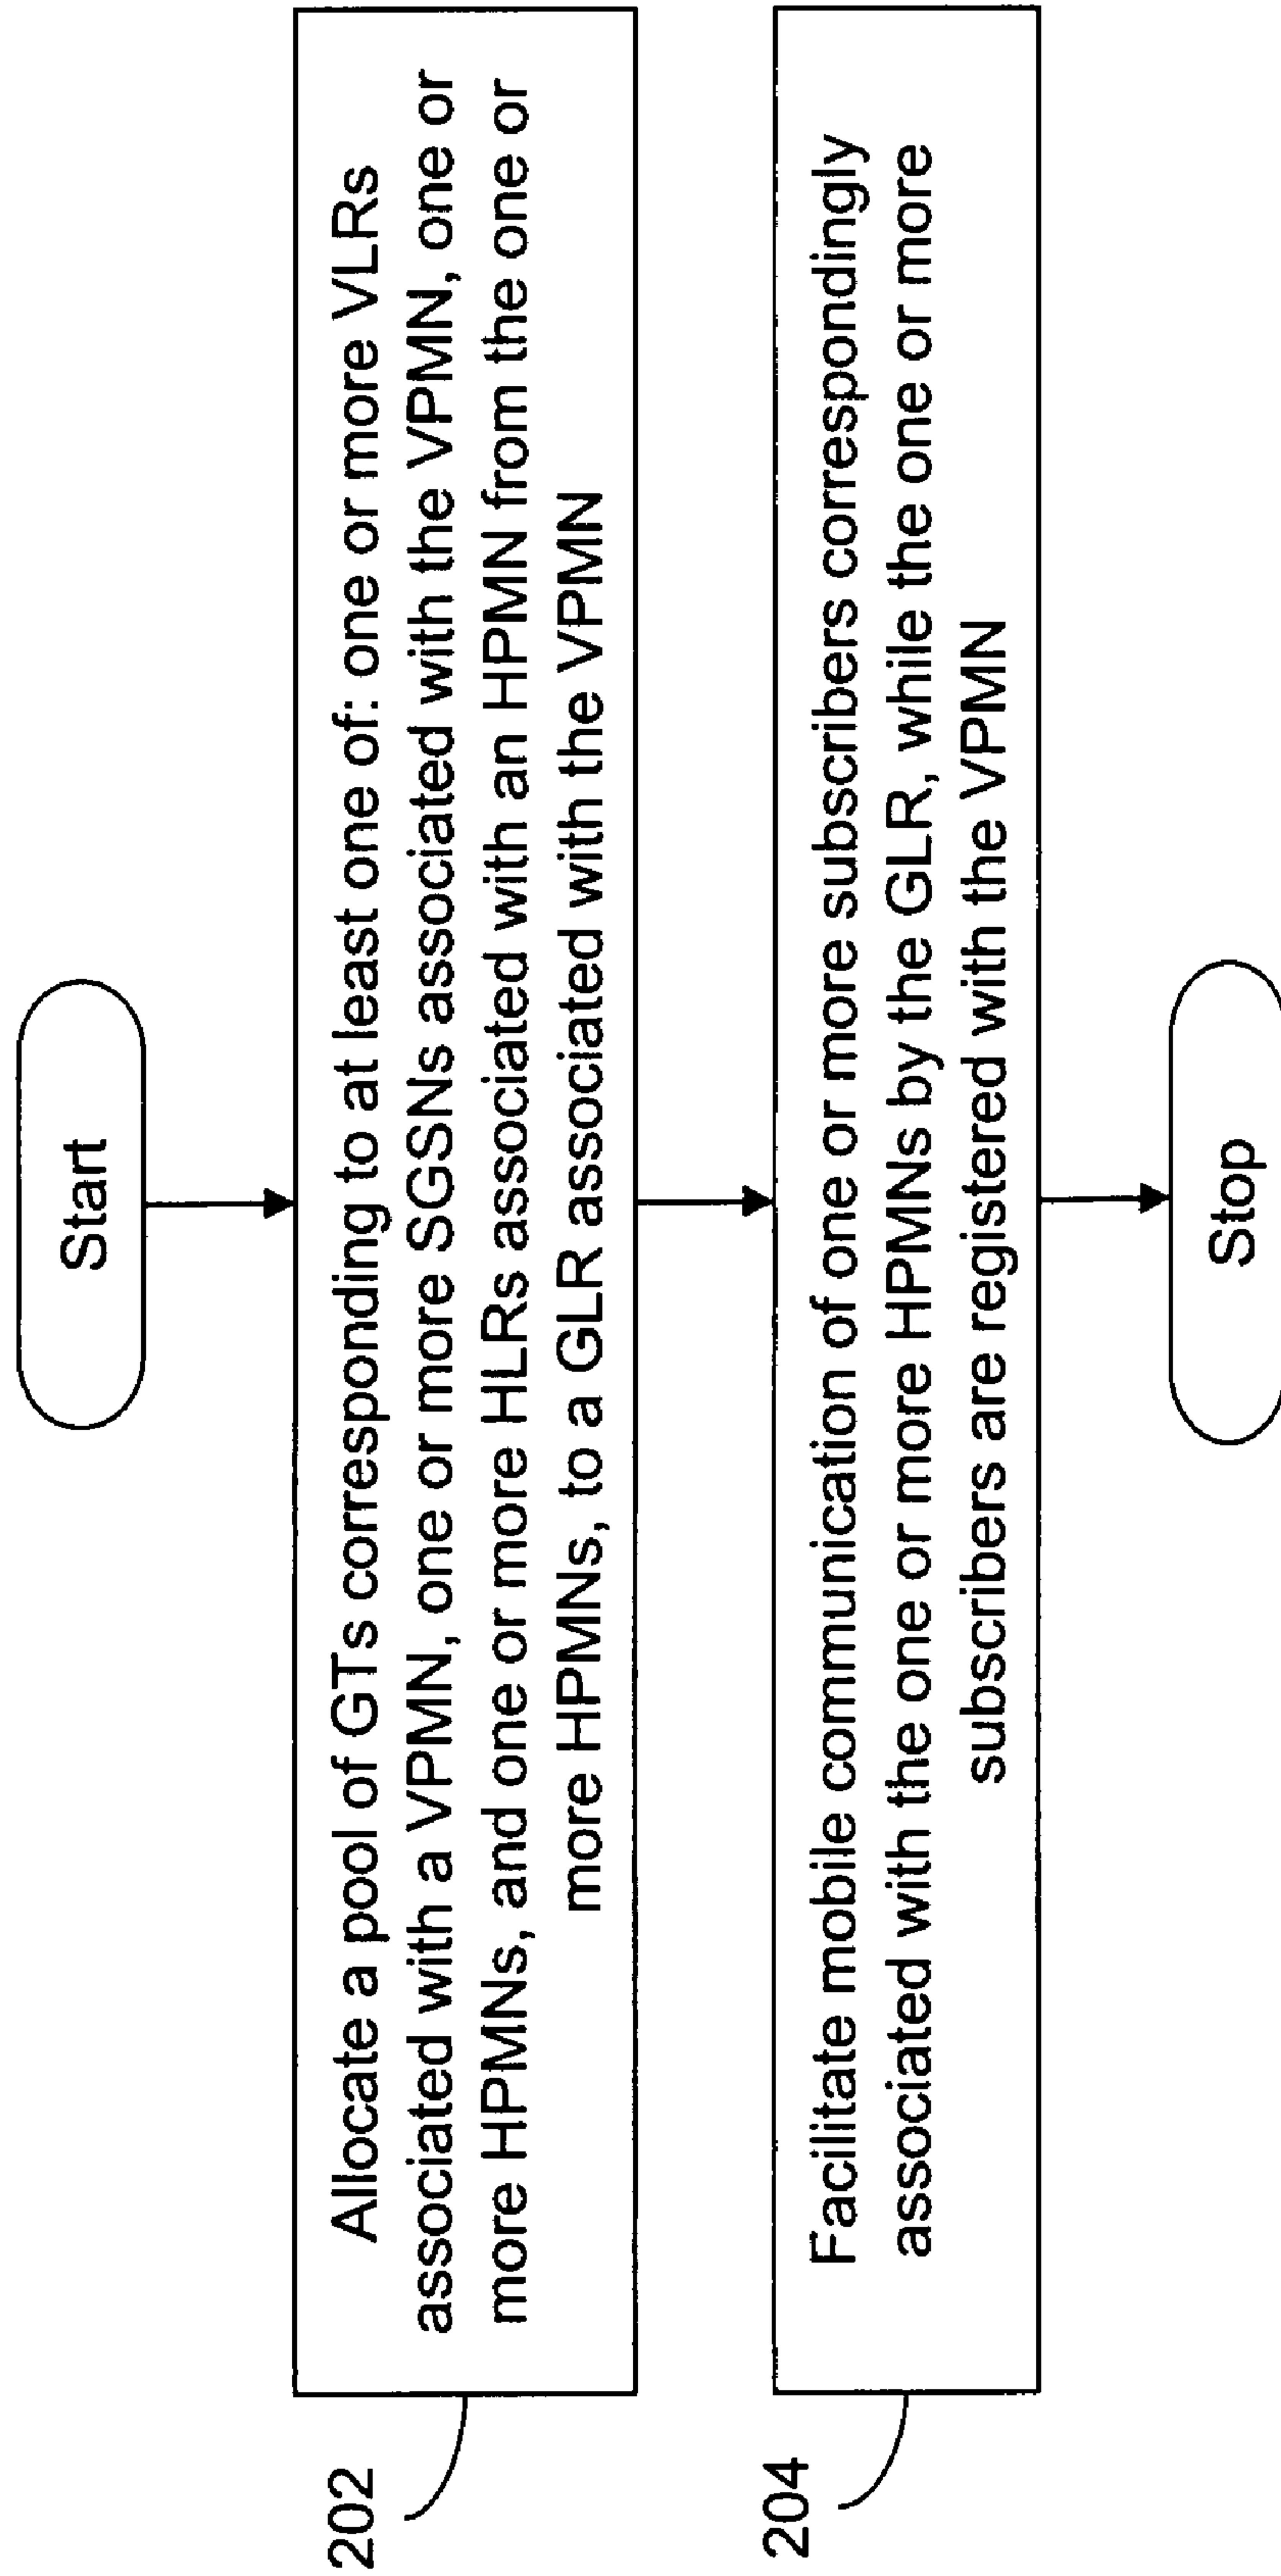 Start
202
Allocate a pool of GTs corresponding to at least one of: one or more VLRs
associated with a VPMN, one or more SGSNs associated with the VPMN, one or
more HPMNs, and one or more HLRs associated with an HPMN from the one or
more HPMNs, to a GLR associated with the VPMN
204
Facilitate mobile communication of one or more subscribers correspondingly
associated with the one or more HPMNs by the GLR, while the one or more
subscribers are registered with the VPMN
Stop